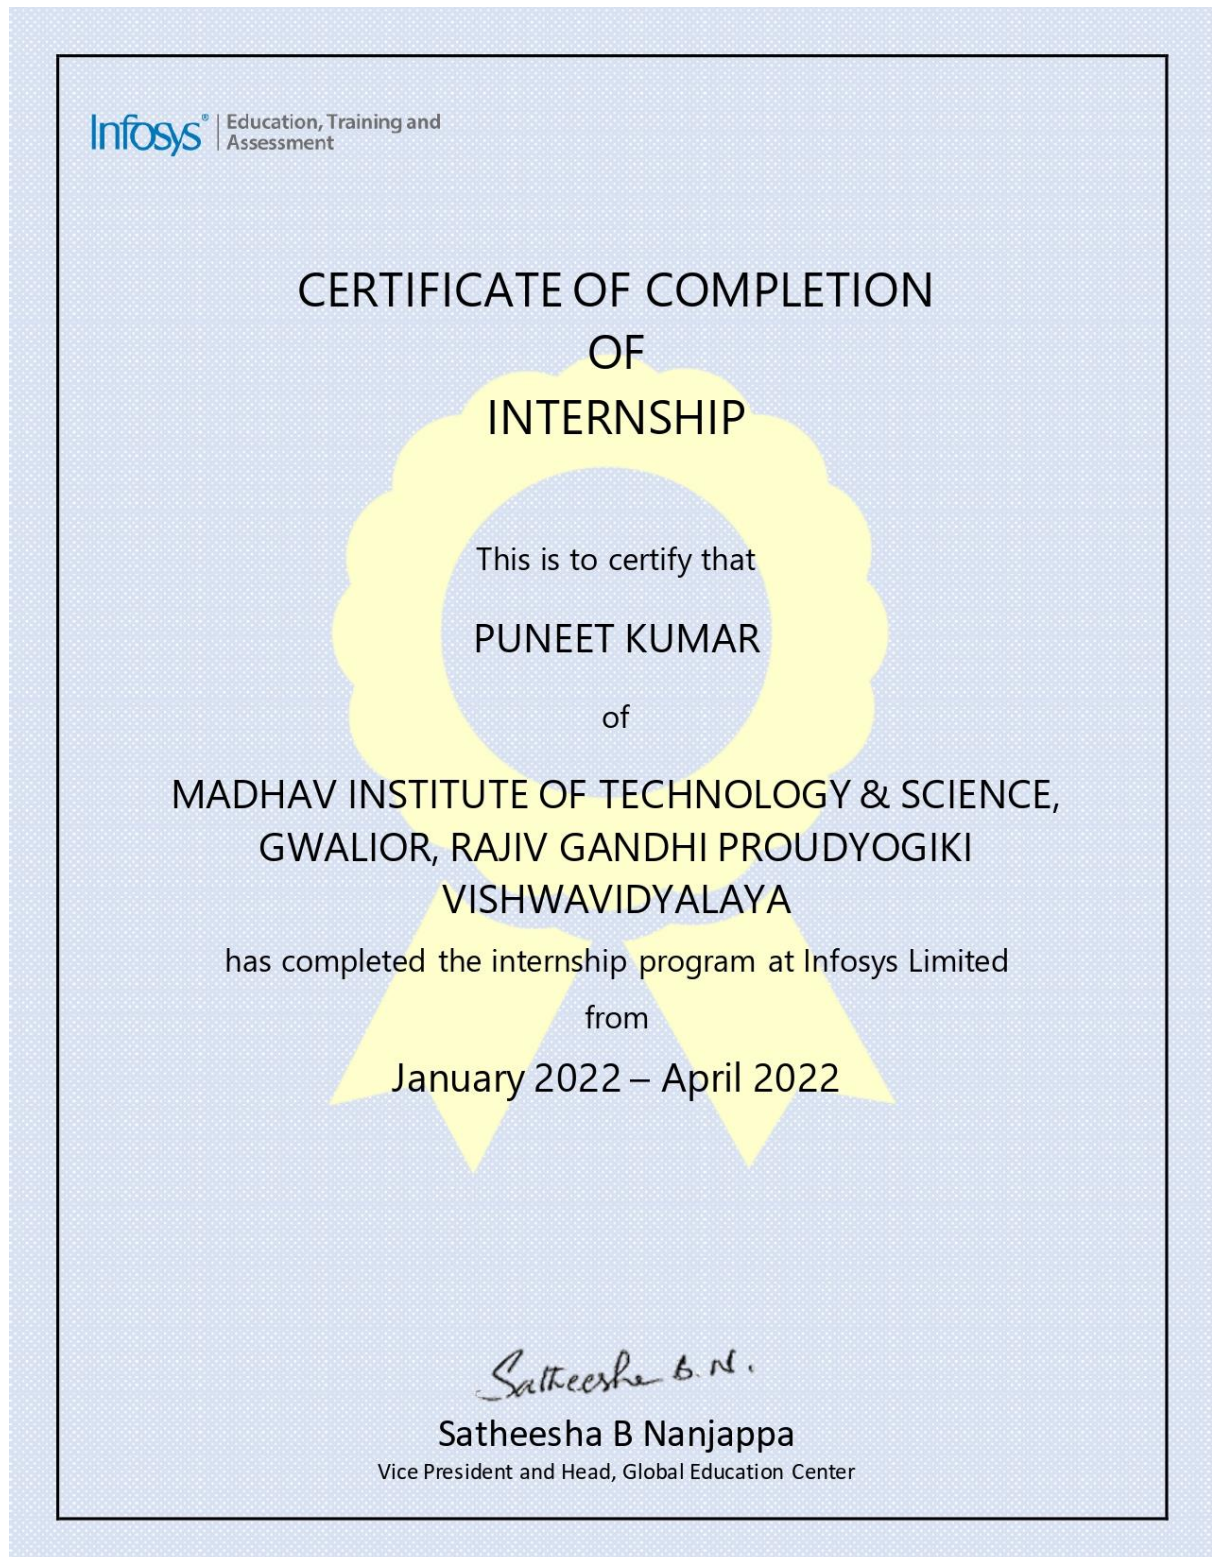 Infosys® | Education, Training and
Assessment
CERTIFICATE OF COMPLETION
OF
INTERNSHIP
This is to certify that
PUNEET KUMAR
of
MADHAV INSTITUTE OF TECHNOLOGY & SCIENCE,
GWALIOR, RAJIV GANDHI PROUDYOGIKI
VISHWAVIDYALAYA
has completed the internship program at Infosys Limited
from
January 2022 – April 2022
Satheesha B. N.
Satheesha B Nanjappa
Vice President and Head, Global Education Center